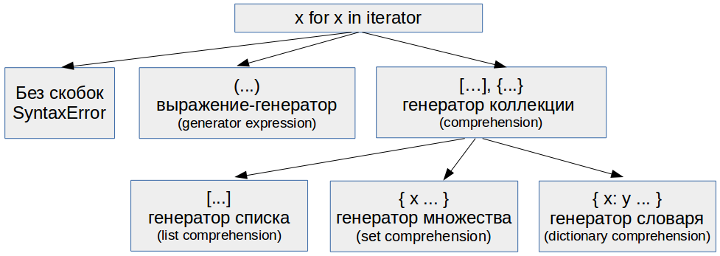 x for x in iterator
Без скобок
SyntaxError
(...)
выражение-генератор
(generator expression)
[…], {...}
генератор коллекции
(comprehension)
[...]
генератор списка
(list comprehension)
{ x ... }
генератор множества
(set comprehension)
{ x: y ... }
генератор словаря
(dictionary comprehension)